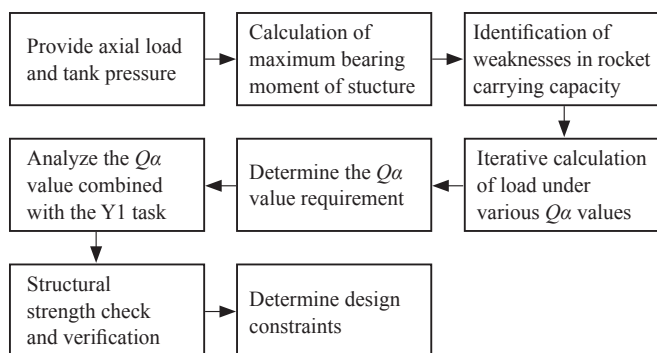 Provide axial load
and tank pressure
Calculation of
maximum bearing
moment of stucture
Identification of
weaknesses in rocket
carrying capacity
Iterative calculation
of load under
various Qα values
Determine the Qα
value requirement
Analyze the Qα
value combined
with the Y1 task
Structural
strength check
and verification
Determine design
constraints